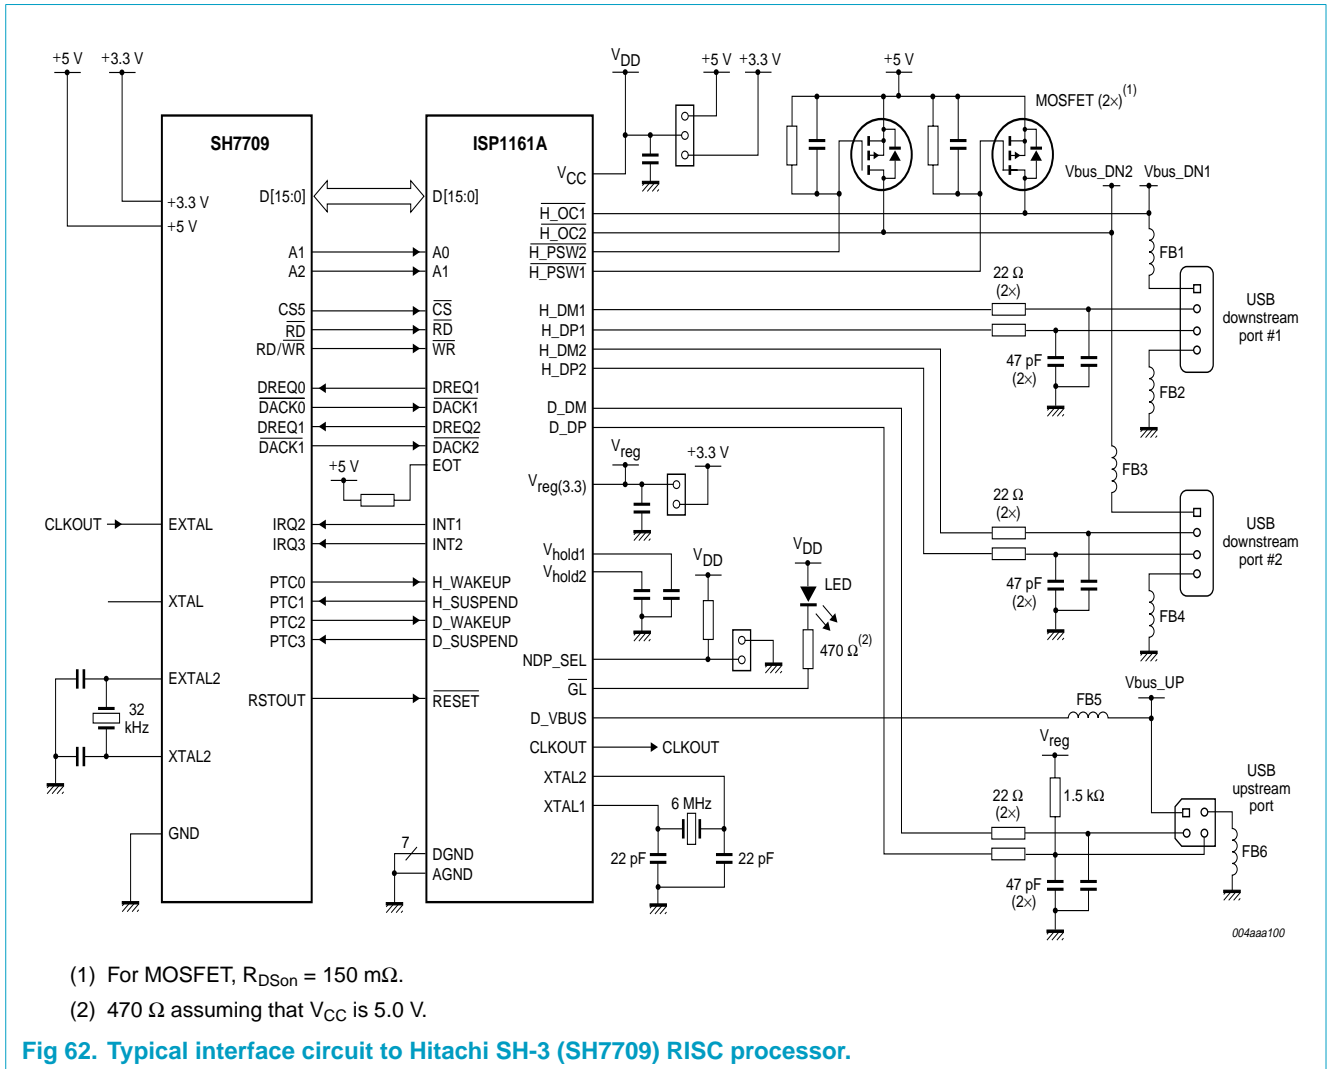 +5 V
+3.3 V
SH7709
+3.3 V
+5 V
D[15:0]
A1
A2
CS5
RD
RD/WR
DREQ0
DACK0
DREQ1
DACK1
EXTAL
CLKOUT
IRQ2
IRQ3
XTAL
PTC0
PTC1
PTC2
PTC3
EXTAL2
RSTOUT
32
kHz
XTAL2
GND
ISP1161A
D[15:0]
A0
A1
CS
RD
WR
DREQ1
DACK1
DREQ2
DACK2
EOT
+5 V
INT1
INT2
H_WAKEUP
H_SUSPEND
D_WAKEUP
D_SUSPEND
RESET
7
DGND
AGND
VCC
H_OC1
H_OC2
H_PSW2
H_PSW1
H_DM1
H_DP1
H_DM2
H_DP2
D_DM
D_DP
Vreg(3.3)
Vhold1
Vhold2
NDP_SEL
GL
D_VBUS
CLKOUT
XTAL2
XTAL1
VDD
+5 V
+3.3 V
+5 V
MOSFET (2×)(1)
Vbus_DN2
Vbus_DN1
FB1
22 Ω
(2×)
47 pF
(2×)
FB2
USB
downstream
port #1
Vreg
+3.3 V
FB3
22 Ω
(2×)
47 pF
(2×)
FB4
USB
downstream
port #2
VDD
VDD
LED
470 Ω(2)
CLKOUT
6 MHz
22 pF
22 pF
FB5
Vbus_UP
Vreg
1.5 kΩ
22 Ω
(2×)
47 pF
(2×)
USB
upstream
port
FB6
004aaa100
(1) For MOSFET, RDSon = 150 mΩ.
(2) 470 Ω assuming that VCC is 5.0 V.
Fig 62. Typical interface circuit to Hitachi SH-3 (SH7709) RISC processor.